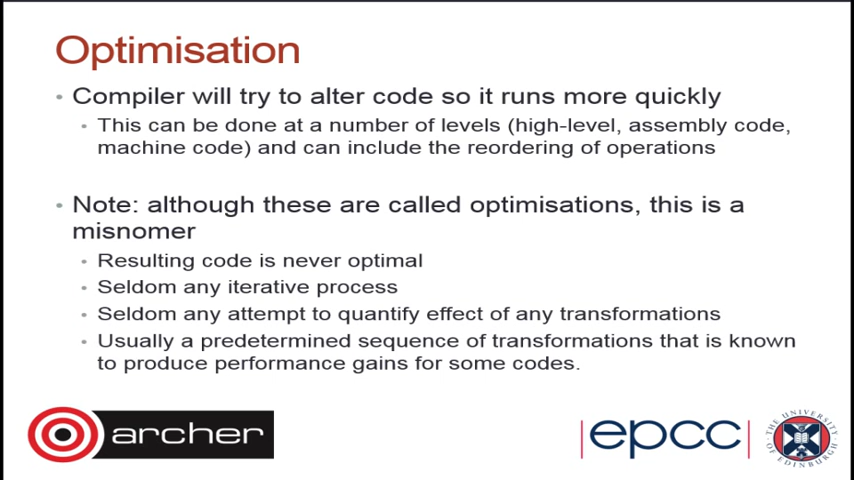 Optimisation
• Compiler will try to alter code so it runs more quickly
• This can be done at a number of levels (high-level, assembly code,
machine code) and can include the reordering of operations
• Note: although these are called optimisations, this is a
misnomer
• Resulting code is never optimal
• Seldom any iterative process
• Seldom any attempt to quantify effect of any transformations
• Usually a predetermined sequence of transformations that is known
to produce performance gains for some codes.
archer
epcc
THE UNIVERSITY
OF EDINBURGH